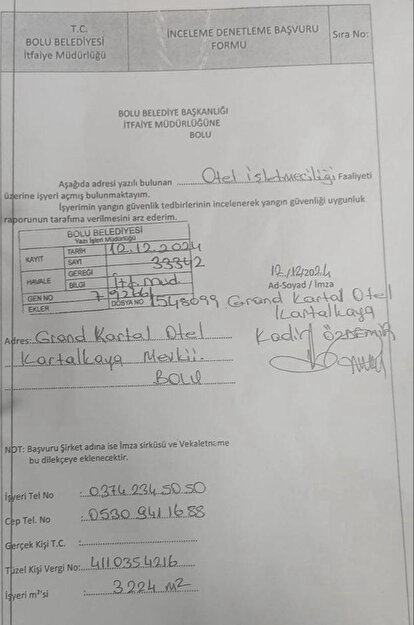 T.C.
BOLU BELEDİYESİ
İtfaiye Müdürlüğü
İNCELEME DENETLEME BAŞVURU
FORMU
Sıra No:
BOLU BELEDİYE BAŞKANLIĞI
İTFAİYE MÜDÜRLÜĞÜNE
BOLU
Aşağıda adresi yazılı bulunan Otel işletmeciliği Faaliyeti
üzerine işyeri açmış bulunmaktayım.
İşyerimin yangın güvenlik tedbirlerinin incelenerek yangın güvenliği uygunluk
raporunun tarafıma verilmesini arz ederim.
BOLU BELEDİYESİ
Yazı İşleri Müdürlüğü
KAYIT TARİH 10.12.2024
SAYI 33342
HAVALE GEREĞİ
BİLGİ İtf. Müd.
GEN NO DOSYA NO 1548099
EKLER
12/12/2024
Ad-Soyad / İmza
Grand Kartal Otel
Kartalkaya
Kadir Özdemir
Adres: Grand Kartal Otel
Kartalkaya Mevkii.
BOLU
NOT: Başvuru Şirket adına ise İmza sirküsü ve Vekaletname
bu dilekçeye eklenecektir.
İşyeri Tel No : 0374 234 50 50
Cep Tel. No : 0530 941 16 88
Gerçek Kişi T.C. :
Tüzel Kişi Vergi No: 4110354216
İşyeri m²'si : 3224 m²